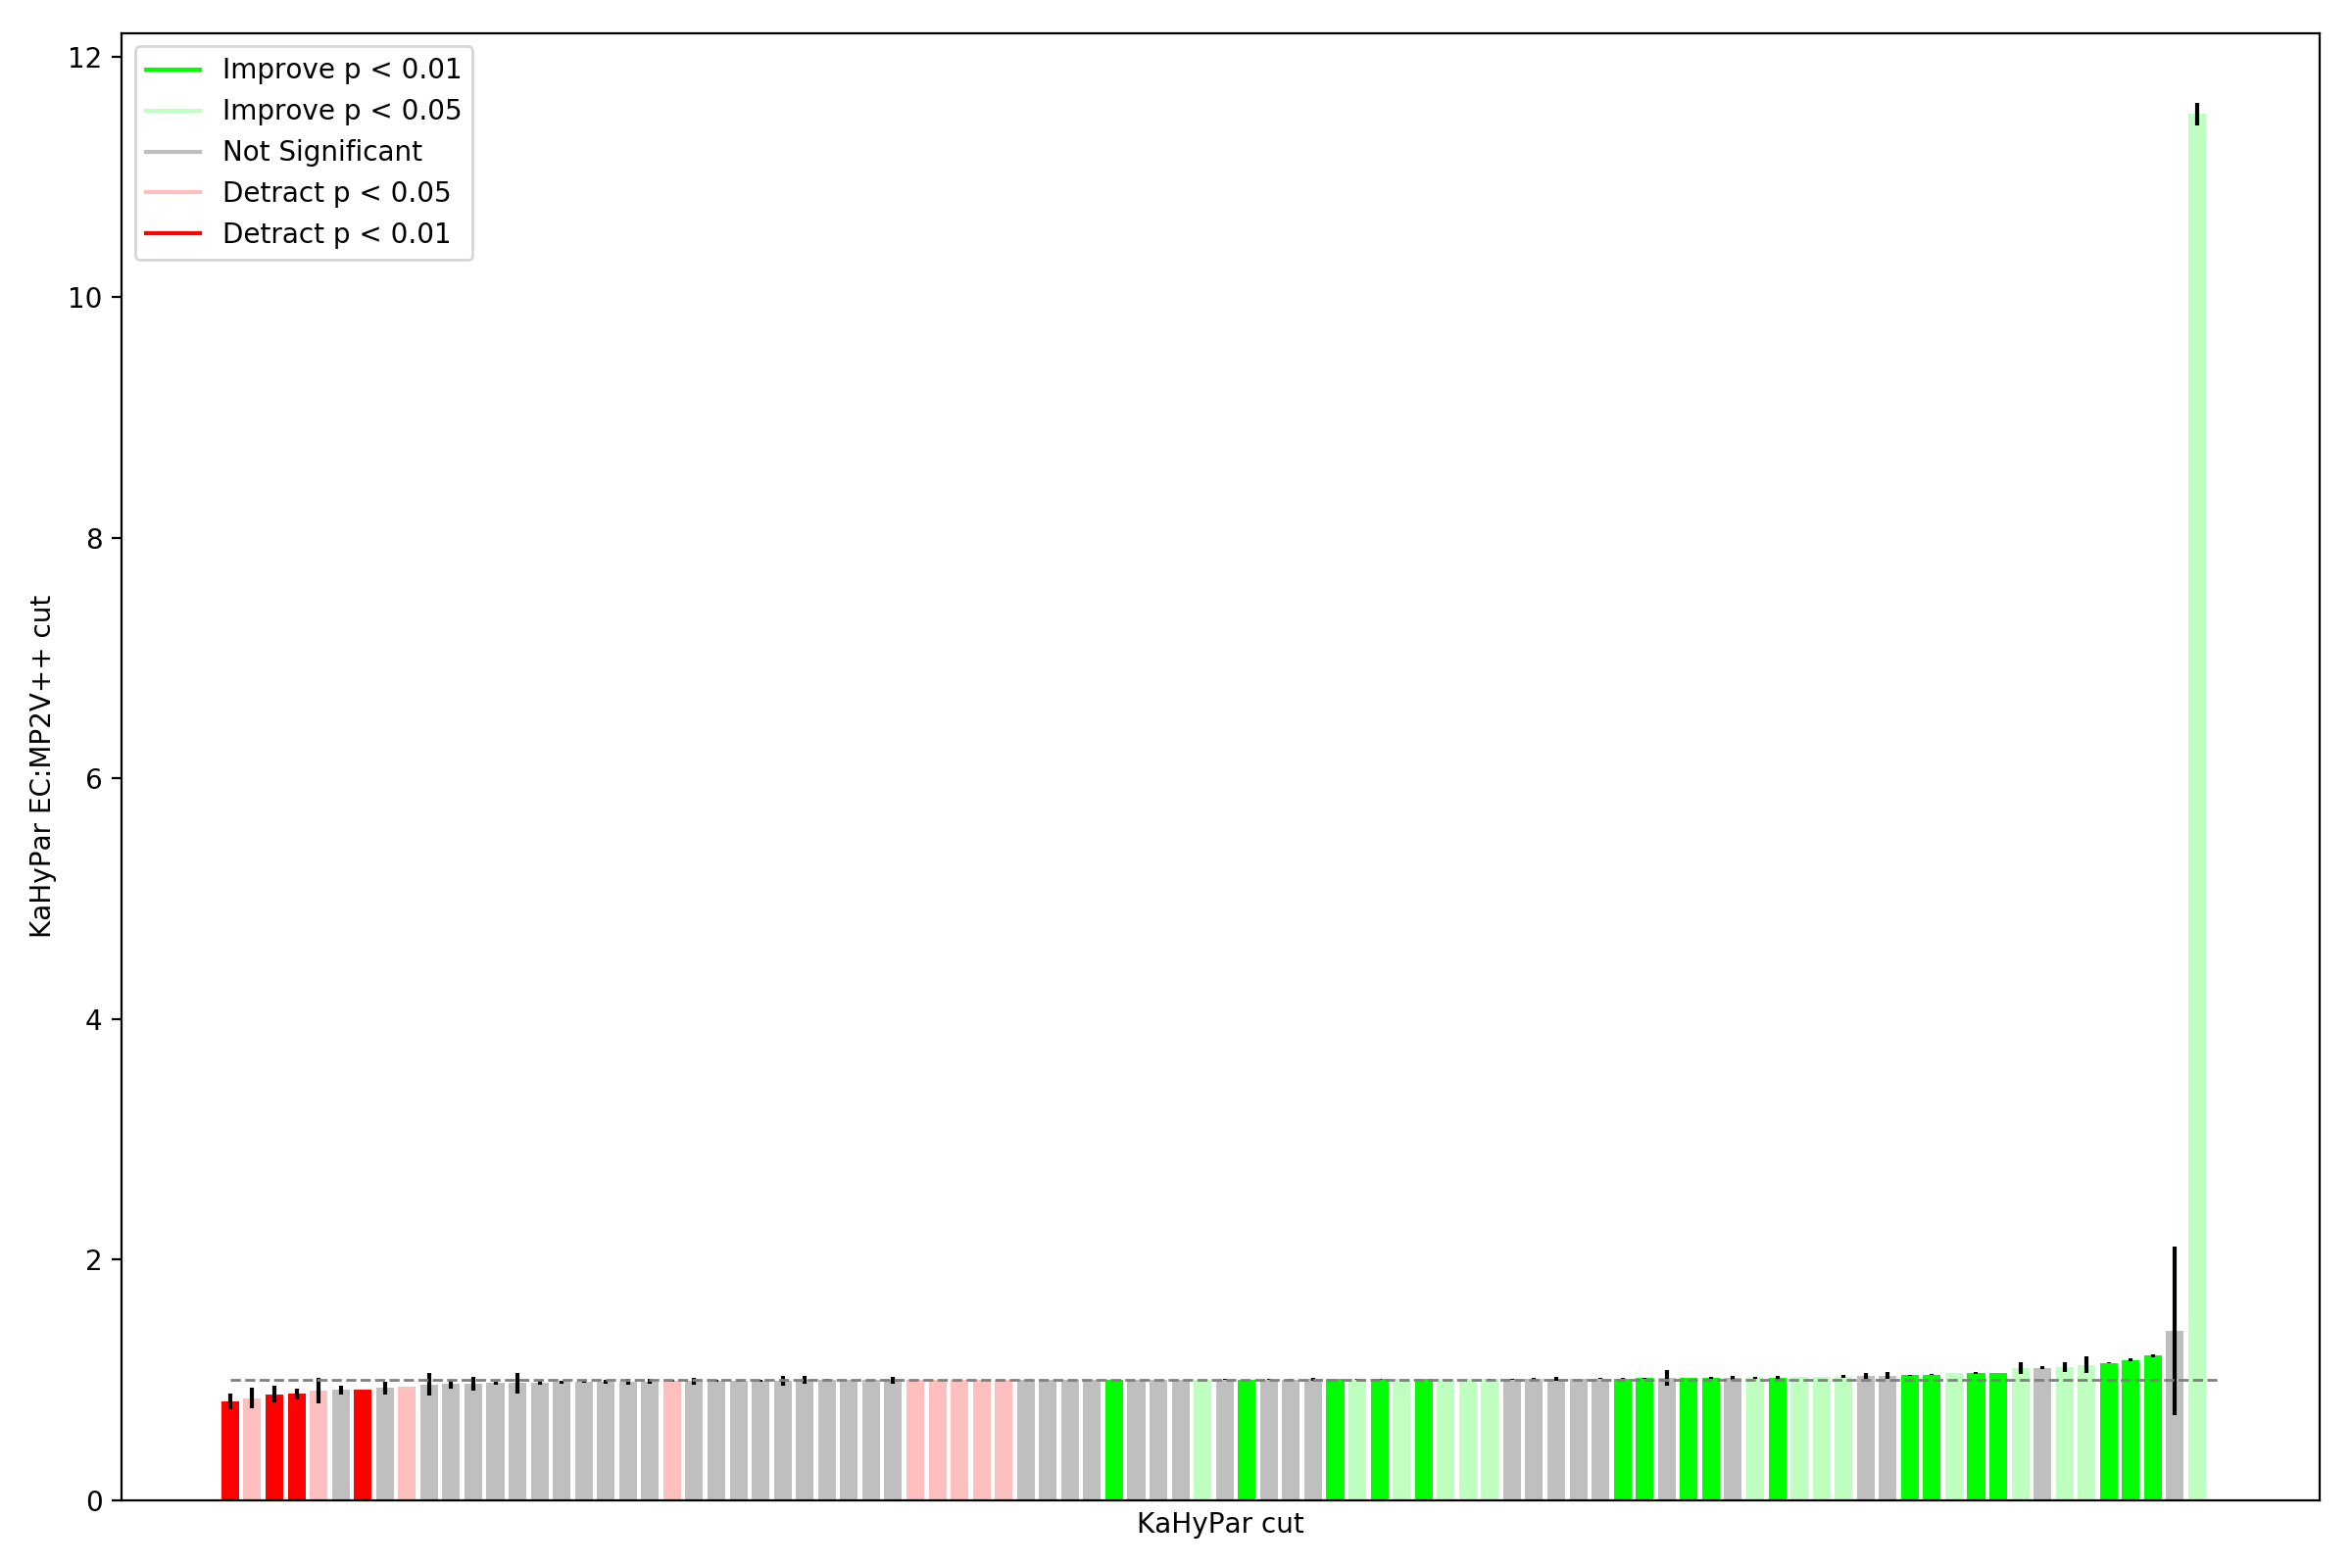 Improve p < 0.01
Improve p < 0.05
Not Significant
Detract p < 0.05
Detract p < 0.01
12
10
8
6
4
2
0
KaHyPar EC:MP2V++ cut
KaHyPar cut